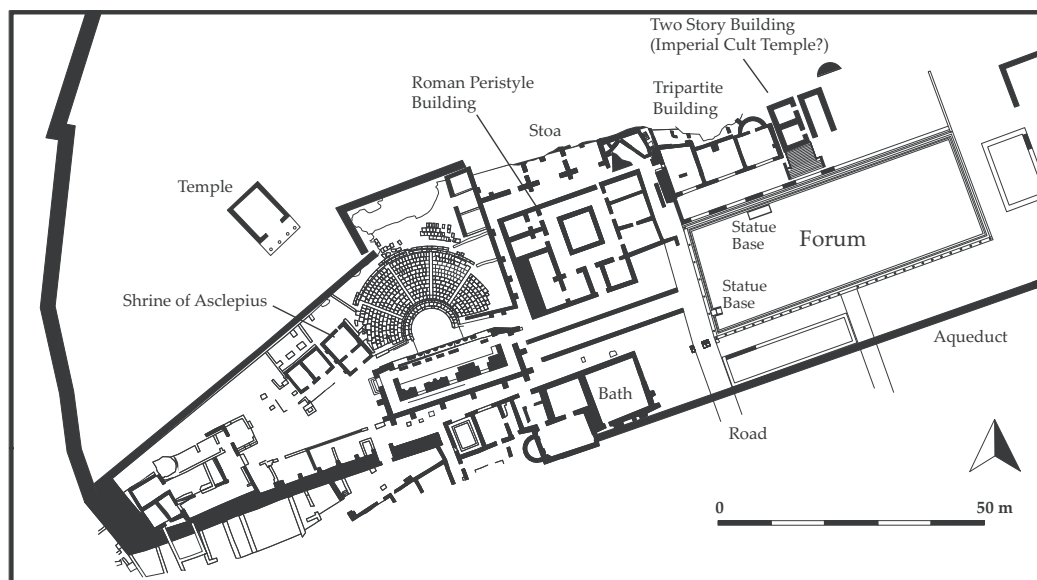 Two Story Building
(Imperial Cult Temple?)
Roman Peristyle
Building
Tripartite
Building
Stoa
Temple
Statue
Base
Forum
Shrine of Asclepius
Statue
Base
Aqueduct
Bath
Road
0
50 m